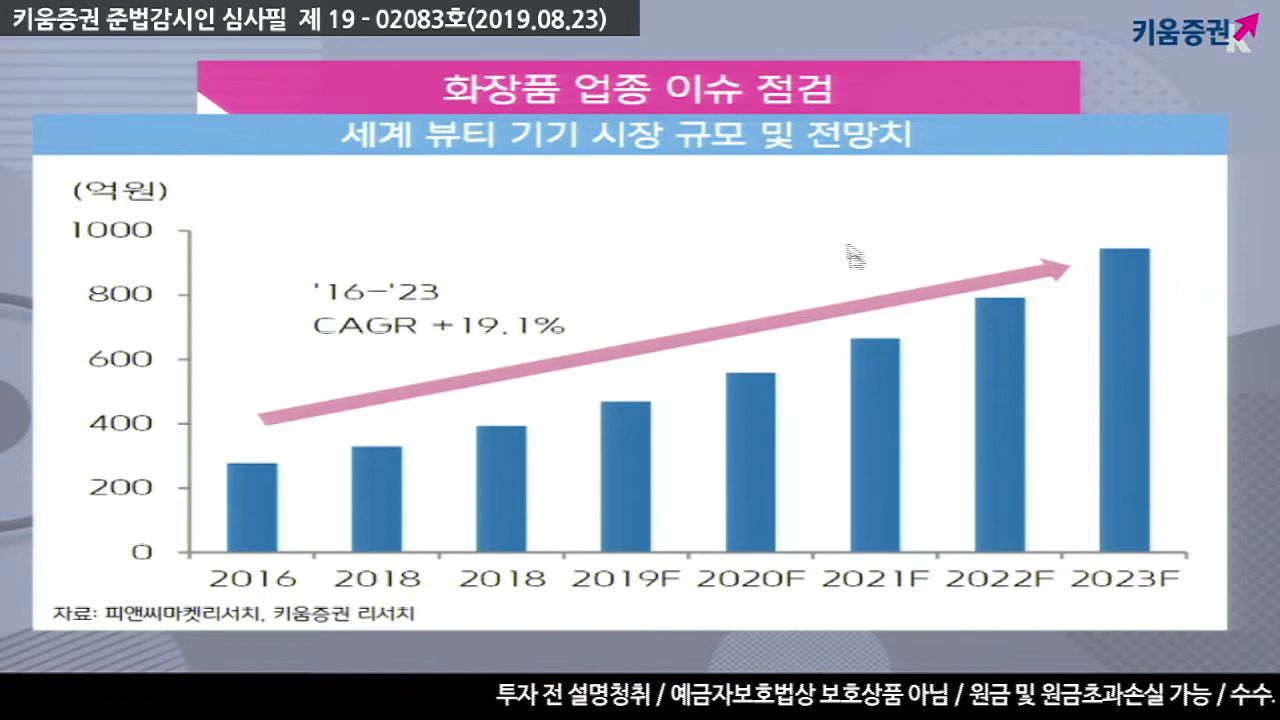 키움증권 준법감시인 심사필 제 19 - 02083호(2019.08.23)
키움증권
화장품 업종 이슈 점검
세계 뷰티 기기 시장 규모 및 전망치
(억원)
1000
800
600
400
200
0
'16-'23
CAGR +19.1%
2016 2018 2018 2019F 2020F 2021F 2022F 2023F
자료: 피앤씨마켓리서치, 키움증권 리서치
투자 전 설명청취 / 예금자보호법상 보호상품 아님 / 원금 및 원금초과손실 가능 / 수수